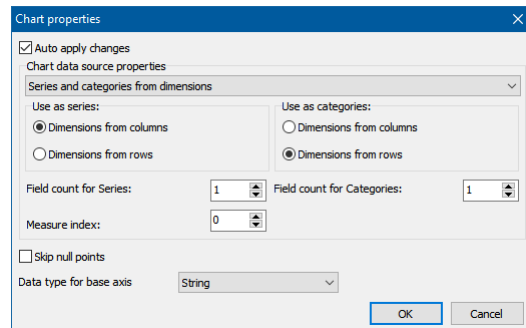 Chart properties
Auto apply changes
Chart data source properties
Series and categories from dimensions
Use as series: Use as categories:
Dimensions from columns Dimensions from columns
Dimensions from rows Dimensions from rows
Field count for Series: 1 Field count for Categories: 1
Measure index: 0
Skip null points
Data type for base axis String
OK Cancel